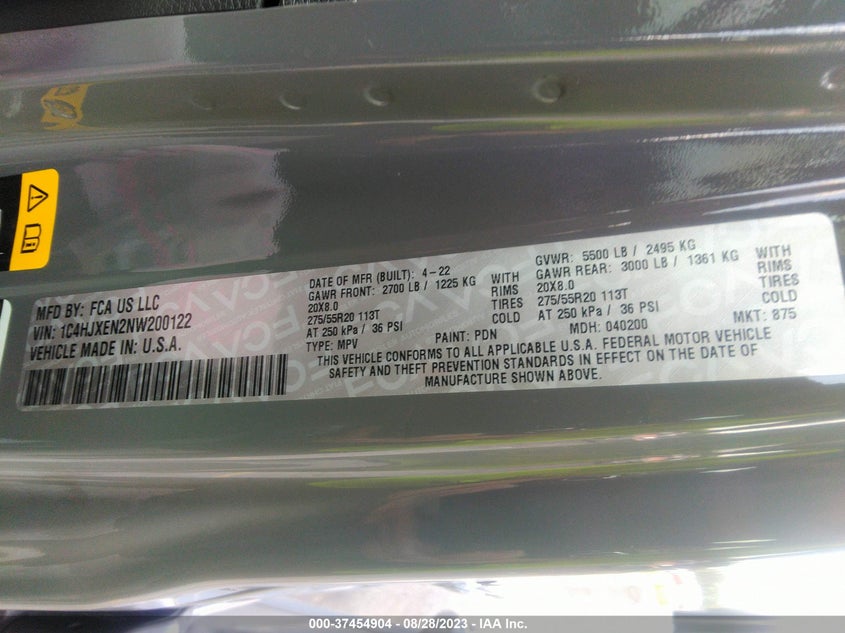 MFD BY: FCA US LLC
VIN: 1C4HJXEN2NW200122
VEHICLE MADE IN: U.S.A.
DATE OF MFR (BUILT): 4-22
GAWR FRONT: 2700 LB / 1225 KG WITH
20X8.0 RIMS
275/55R20 113T TIRES
AT 250 kPa / 36 PSI COLD
TYPE: MPV PAINT: PDN
GVWR: 5500 LB / 2495 KG
GAWR REAR: 3000 LB / 1361 KG WITH
20X8.0 RIMS
275/55R20 113T TIRES
AT 250 kPa / 36 PSI COLD
MDH: 040200 MKT: 875
THIS VEHICLE CONFORMS TO ALL APPLICABLE U.S.A. FEDERAL MOTOR VEHICLE
SAFETY AND THEFT PREVENTION STANDARDS IN EFFECT ON THE DATE OF
MANUFACTURE SHOWN ABOVE.
000-37454904 - 08/28/2023 - IAA Inc.